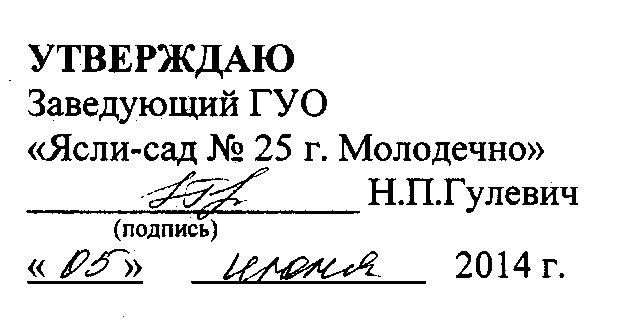 УТВЕРЖДАЮ
Заведующий ГУО
«Ясли-сад № 25 г. Молодечно»
Н.П.Гулевич
(подпись)
« 05 » июня 2014 г.